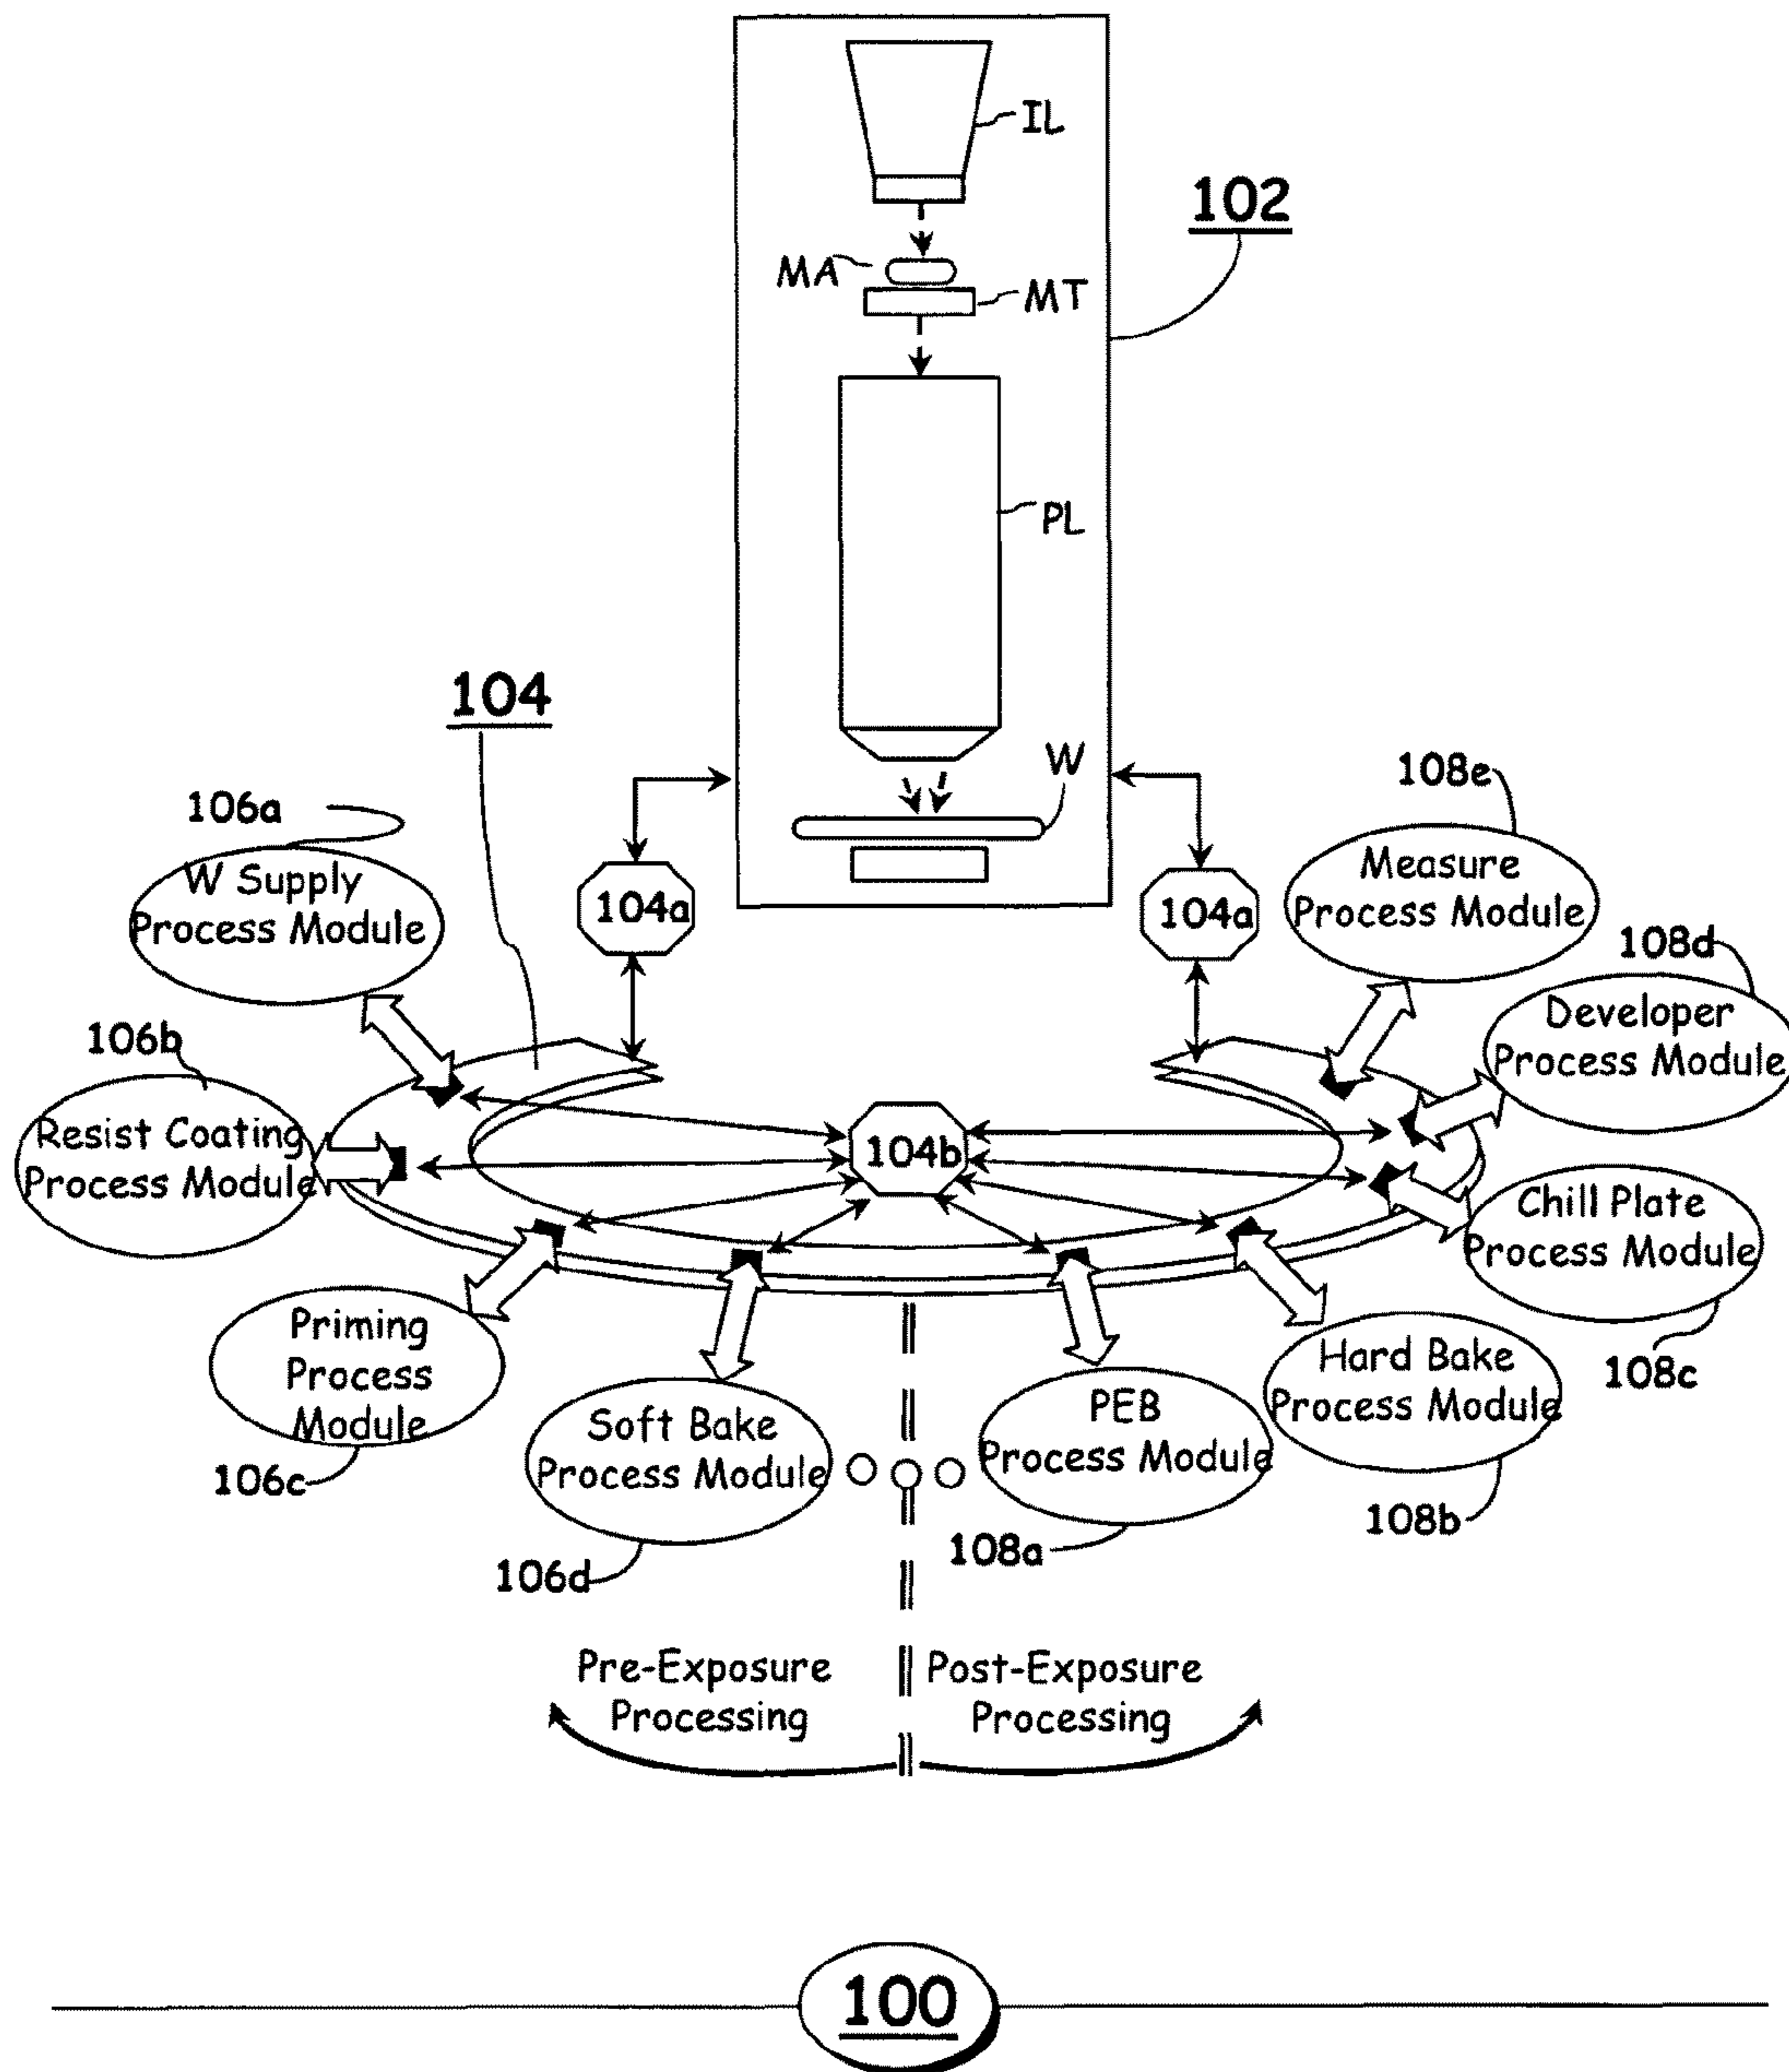 IL
102
MA
MT
PL
104
W
108e
106a
W Supply
Process Module
104a
104a
Measure
Process Module
108d
Developer
Process Module
106b
Resist Coating
Process Module
104b
Chill Plate
Process Module
108c
Priming
Process
Module
106c
Soft Bake
Process Module
106d
PEB
Process Module
108a
Hard Bake
Process Module
108b
Pre-Exposure
Processing
Post-Exposure
Processing
100